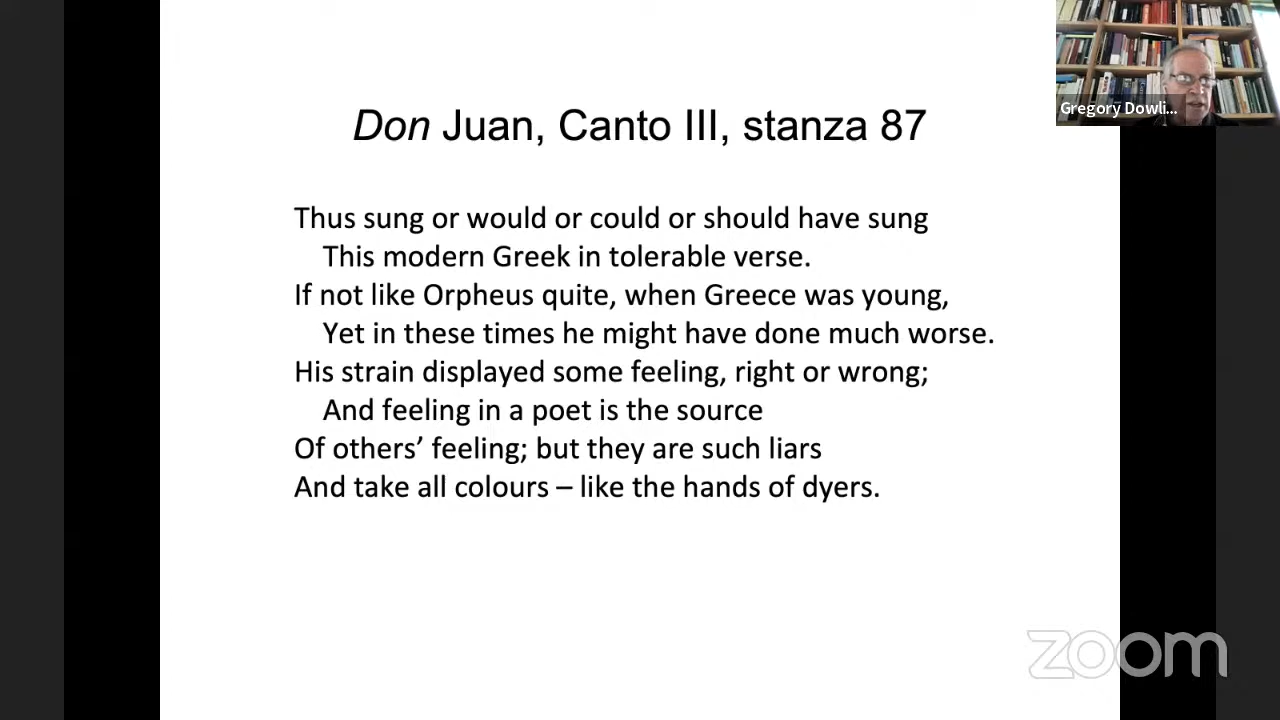 Gregory Dowli...
Don Juan, Canto III, stanza 87
Thus sung or would or could or should have sung
This modern Greek in tolerable verse.
If not like Orpheus quite, when Greece was young,
Yet in these times he might have done much worse.
His strain displayed some feeling, right or wrong;
And feeling in a poet is the source
Of others’ feeling; but they are such liars
And take all colours – like the hands of dyers.
zoom